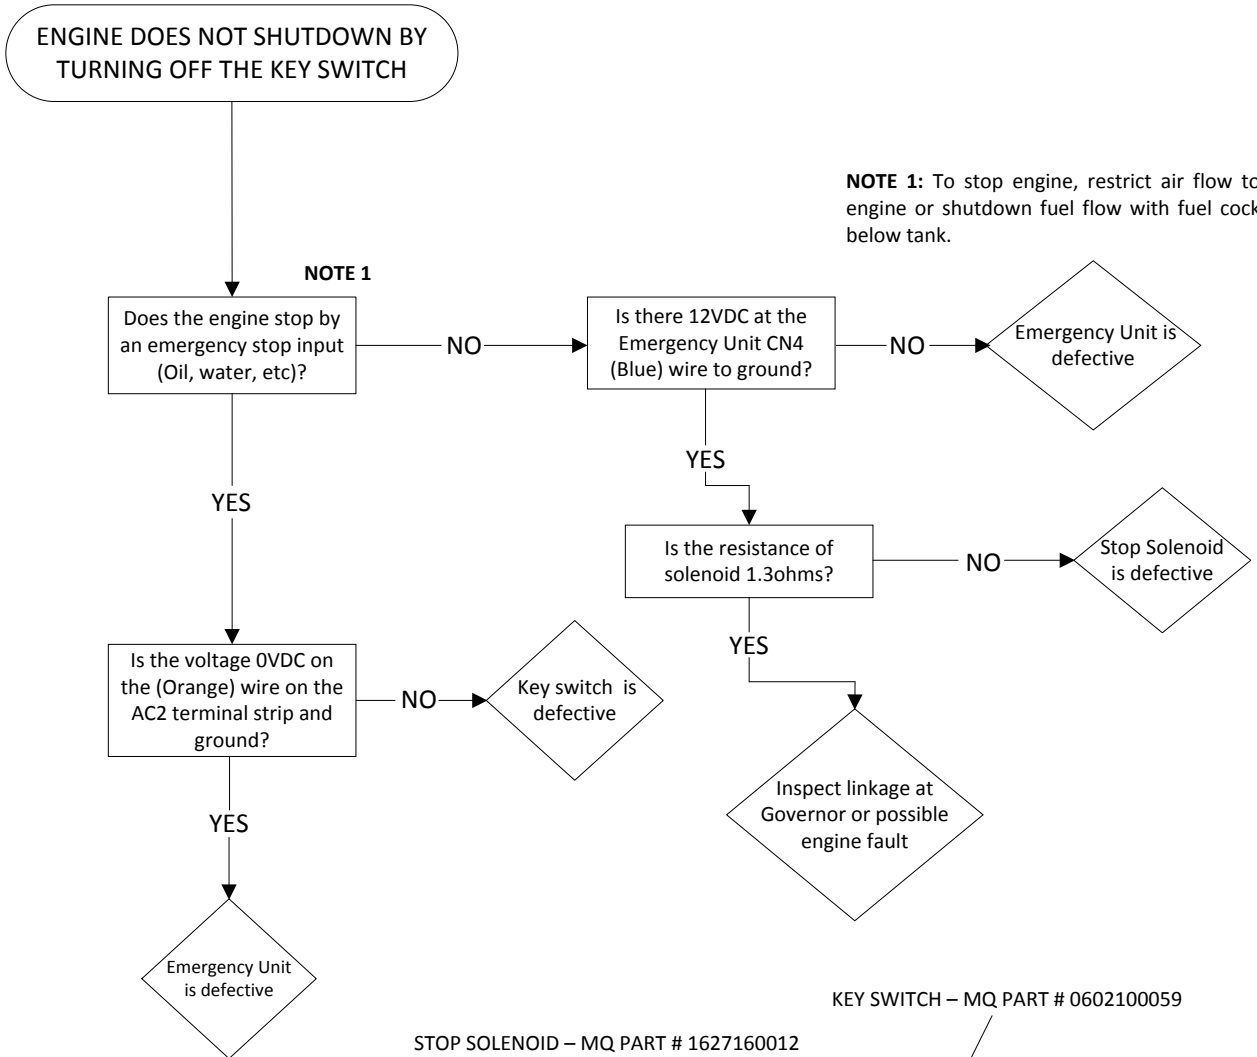 ENGINE DOES NOT SHUTDOWN BY
TURNING OFF THE KEY SWITCH
NOTE 1: To stop engine, restrict air flow to
engine or shutdown fuel flow with fuel cock
below tank.
NOTE 1
Does the engine stop by
an emergency stop input
(Oil, water, etc)?
NO
Is there 12VDC at the
Emergency Unit CN4
(Blue) wire to ground?
NO
Emergency Unit is
defective
YES
YES
Is the resistance of
solenoid 1.3ohms?
NO
Stop Solenoid
is defective
YES
Is the voltage 0VDC on
the (Orange) wire on the
AC2 terminal strip and
ground?
NO
Key switch is
defective
Inspect linkage at
Governor or possible
engine fault
YES
Emergency Unit
is defective
KEY SWITCH – MQ PART # 0602100059
STOP SOLENOID – MQ PART # 1627160012